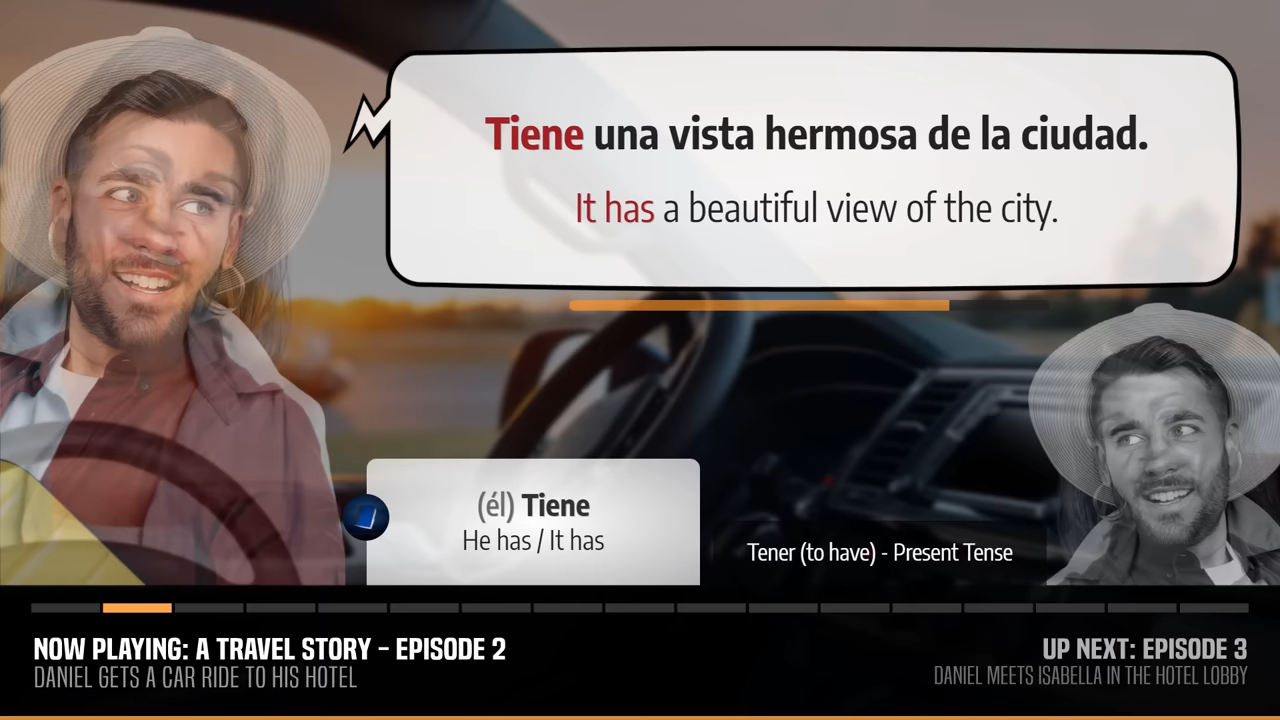 Tiene una vista hermosa de la ciudad.
It has a beautiful view of the city.
(él) Tiene
He has / It has
Tener (to have) - Present Tense
NOW PLAYING: A TRAVEL STORY - EPISODE 2
DANIEL GETS A CAR RIDE TO HIS HOTEL
UP NEXT: EPISODE 3
DANIEL MEETS ISABELLA IN THE HOTEL LOBBY